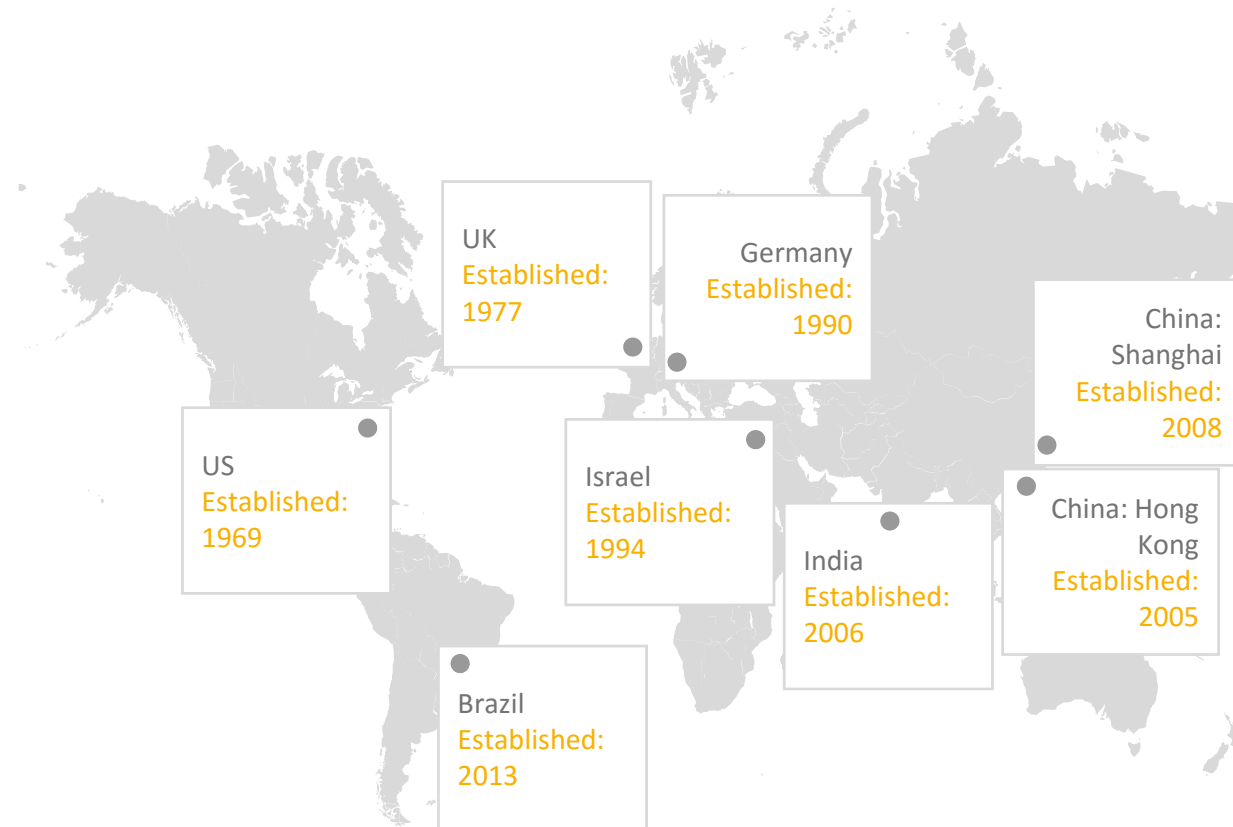 UK
Established:
1977
Germany
Established:
1990
China:
Shanghai
Established:
2008
US
Established:
1969
Israel
Established:
1994
India
Established:
2006
China: Hong
Kong
Established:
2005
Brazil
Established:
2013